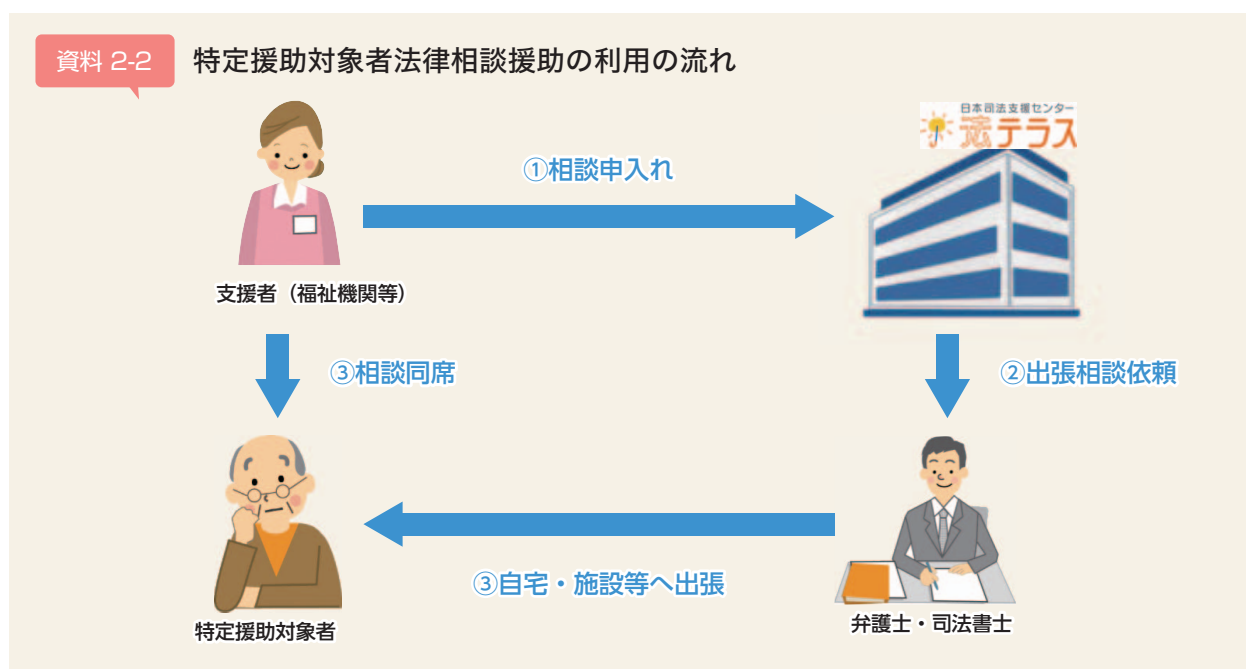 資料 2-2
特定援助対象者法律相談援助の利用の流れ
日本司法支援センター
法テラス
①相談申入れ
支援者（福祉機関等）
③相談同席
②出張相談依頼
③自宅・施設等へ出張
特定援助対象者
弁護士・司法書士